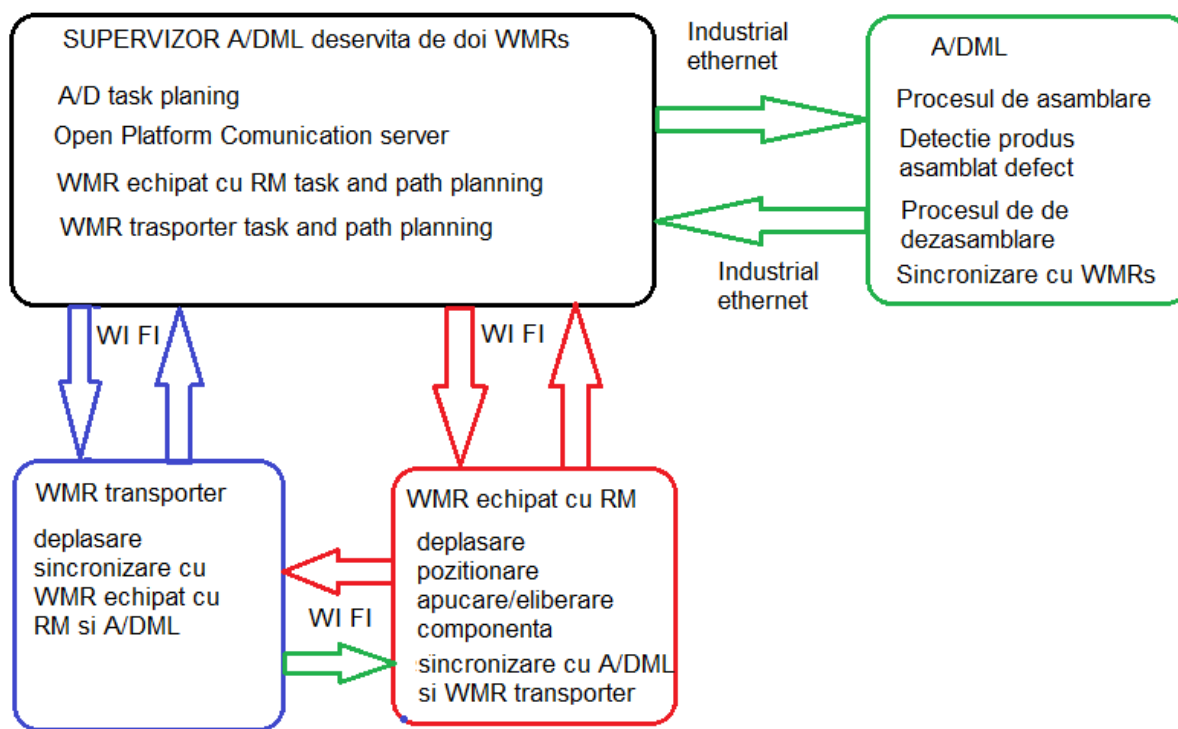 SUPERVIZOR A/DML deservita de doi WMRs
A/D task planing
Open Platform Comunication server
WMR echipat cu RM task and path planning
WMR trasporter task and path planning
Industrial
ethernet
A/DML
Procesul de asamblare
Detectie produs
asamblat defect
Procesul de de
dezasamblare
Sincronizare cu WMRs
Industrial
ethernet
WI FI
WI FI
WMR transporter
deplasare
sincronizare cu
WMR echipat cu
RM si A/DML
WI FI
WMR echipat cu RM
deplasare
pozitionare
apucare/eliberare
componenta
sincronizare cu A/DML
si WMR transporter